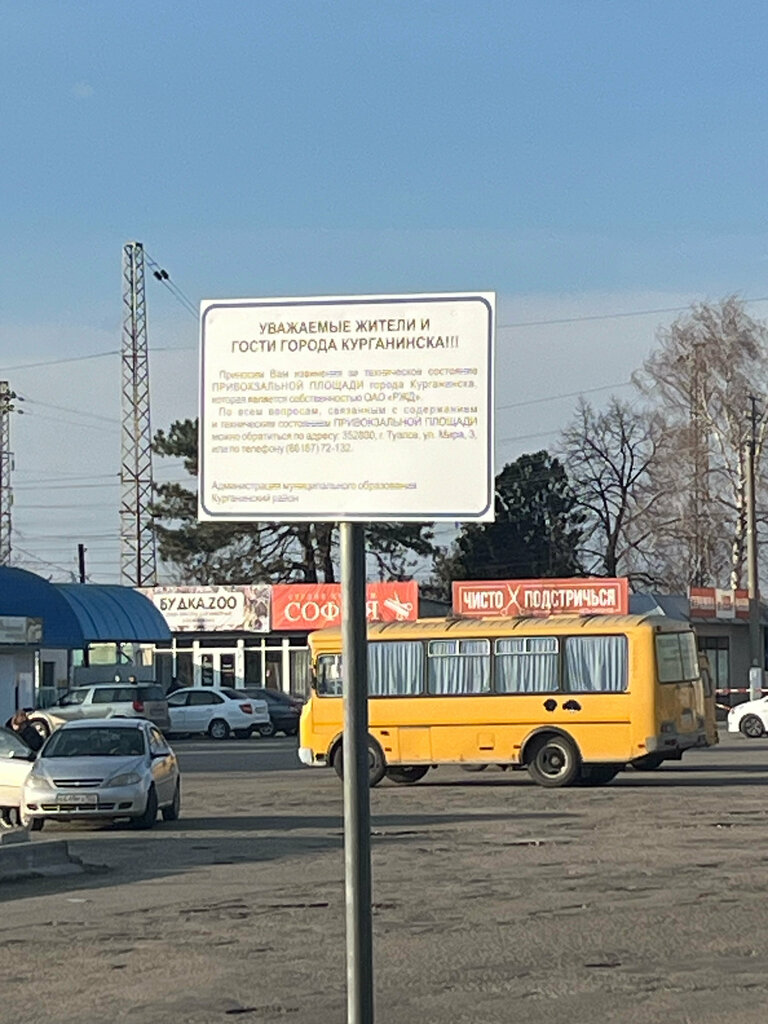 УВАЖАЕМЫЕ ЖИТЕЛИ И
ГОСТИ ГОРОДА КУРГАНИНСКА!!!
Приносим Вам извинения за техническое состояние
ПРИВОКЗАЛЬНОЙ ПЛОЩАДИ города Курганинска,
которая является собственностью ОАО «РЖД».
По всем вопросам, связанным с содержанием
и техническим состоянием ПРИВОКЗАЛЬНОЙ ПЛОЩАДИ
можно обратиться по адресу: 352800, г. Туапсе, ул. Мира, 3,
или по телефону (86167) 72-132.
Администрация муниципального образования
Курганинский район
БУДКА.ZOO
СОФИЯ
ЧИСТО ПОДСТРИЧЬСЯ